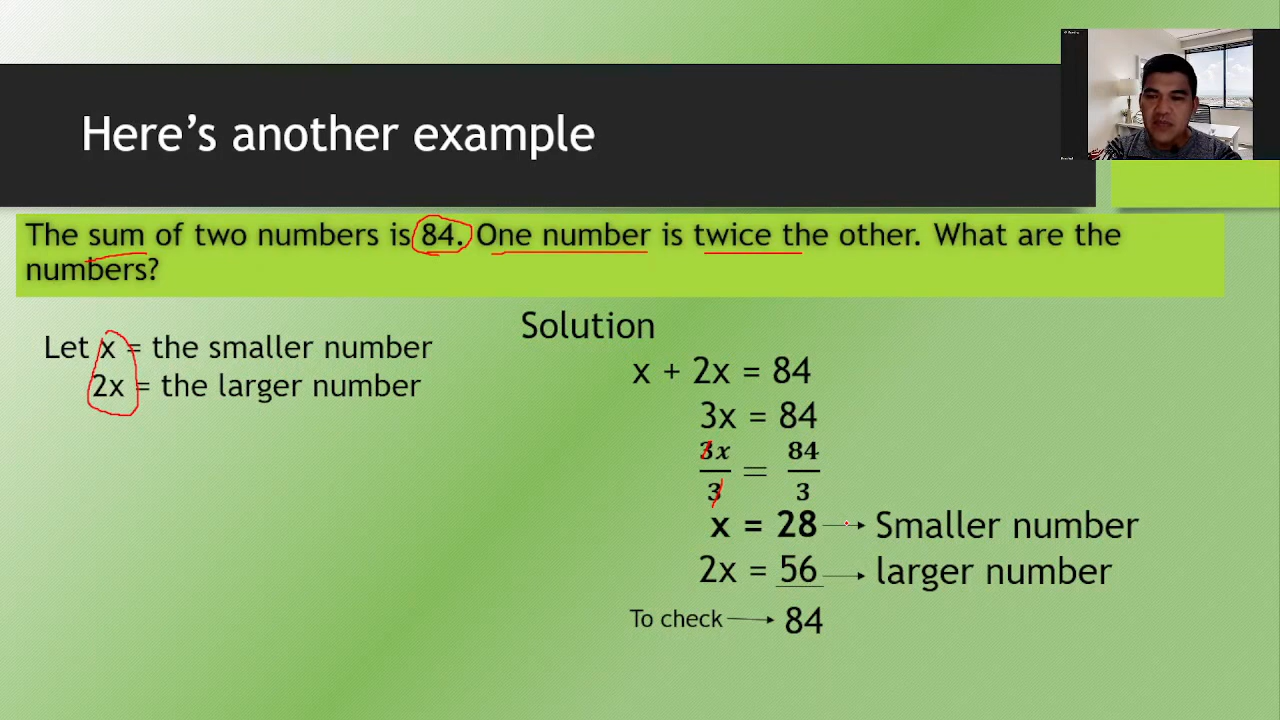 Here's another example
The sum of two numbers is 84. One number is twice the other. What are the
numbers?
Let x = the smaller number
2x = the larger number
Solution
x + 2x = 84
3x = 84
3x/3 = 84/3
x = 28 → Smaller number
2x = 56 → larger number
To check → 84